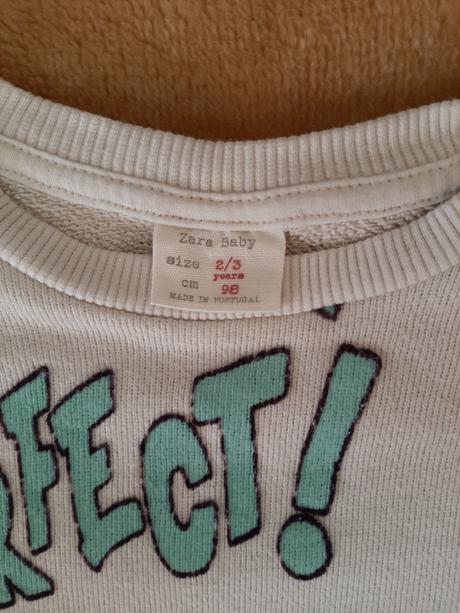 Zara Baby
size 2/3
years
cm 98
MADE IN PORTUGAL
RFECT!